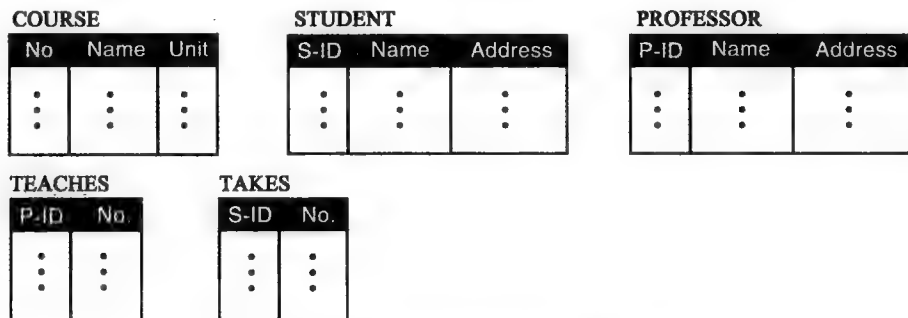 COURSE STUDENT PROFESSOR
No Name Unit S-ID Name Address P-ID Name Address
TEACHES TAKES
P-ID No. S-ID No.